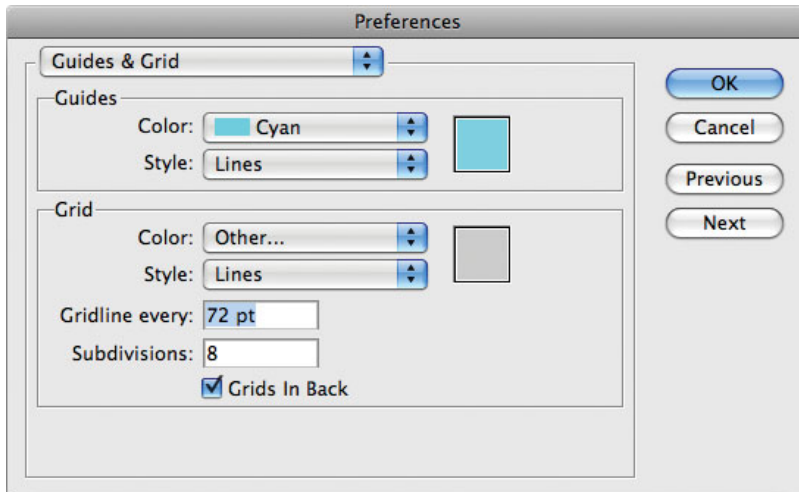 Preferences
Guides & Grid
Guides
Color: Cyan
Style: Lines
Grid
Color: Other...
Style: Lines
Gridline every: 72 pt
Subdivisions: 8
Grids In Back
OK
Cancel
Previous
Next